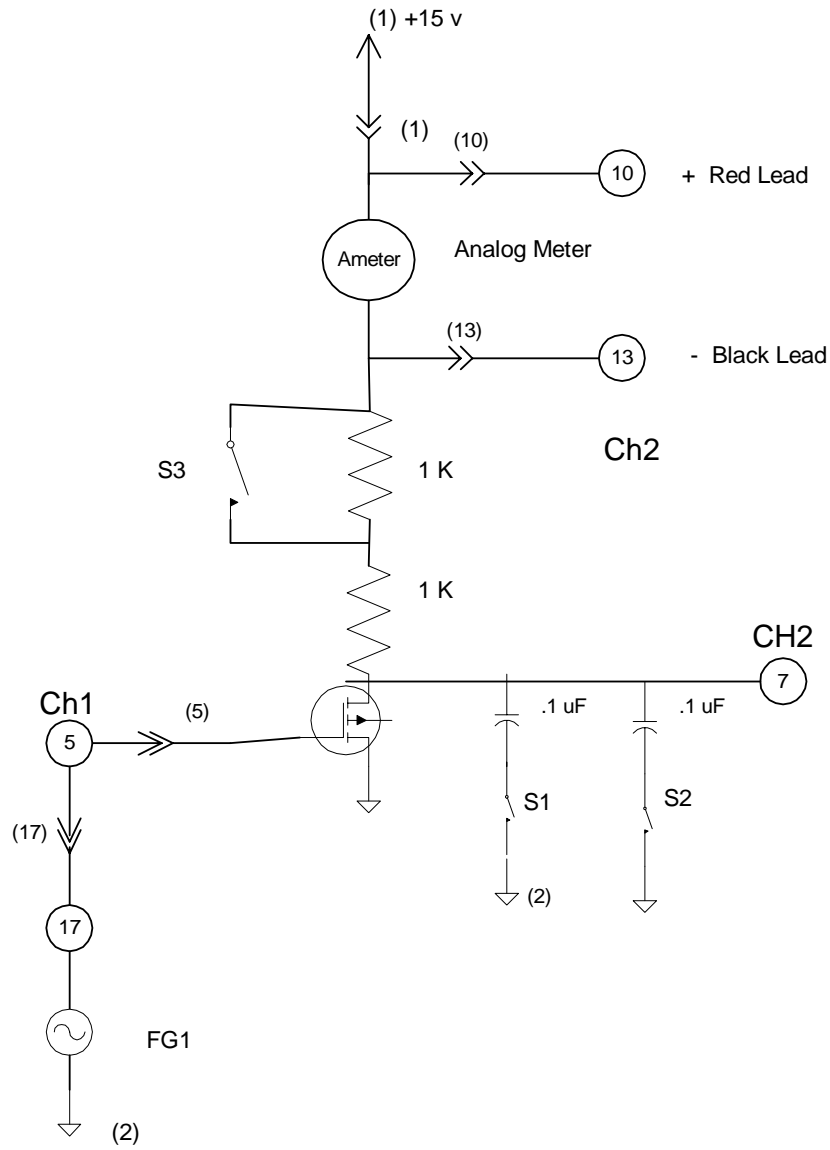 (1) +15 v
(1)
(10)
10
+ Red Lead
Ameter
Analog Meter
(13)
13
- Black Lead
Ch2
S3
1 K
1 K
CH2
7
Ch1
(5)
5
.1 uF
.1 uF
S1
S2
(17)
(2)
17
FG1
(2)